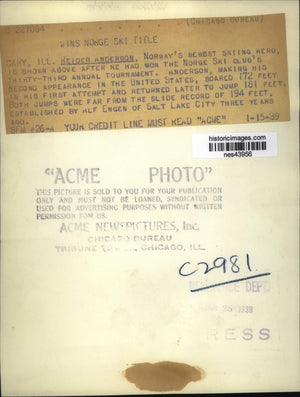 C 227084 (CHICAGO BUREAU)
WINS NORGE SKI TITLE
CARY, ILL. REIDER ANDERSON, NORWAY'S NEWEST SKIING HERO,
IS SHOWN ABOVE AFTER HE HAD WON THE NORGE SKI CLUB'S
THIRTY-THIRD ANNUAL TOURNAMENT. ANDERSON, MAKING HIS
SECOND APPEARANCE IN THE UNITED STATES, SOARED 172 FEET
IN HIS FIRST ATTEMPT AND RETURNED LATER TO JUMP 181 FEET.
BOTH JUMPS WERE FAR FROM THE SLIDE RECORD OF 194 FEET,
ESTABLISHED BY ALF ENGEN OF SALT LAKE CITY THREE YEARS
AGO.
YOUR CREDIT LINE MUST READ "ACME" 1-15-39
historicimages.com
nes43956
"ACME PHOTO"
THIS PICTURE IS SOLD TO YOU FOR YOUR PUBLICATION
ONLY AND MUST NOT BE LOANED, SYNDICATED OR
USED FOR ADVERTISING PURPOSES WITHOUT WRITTEN
PERMISSION FOM US.
ACME NEWSPICTURES, Inc.
CHICAGO BUREAU
TRIBUNE TOWER, CHICAGO, ILL.
C2981
1939